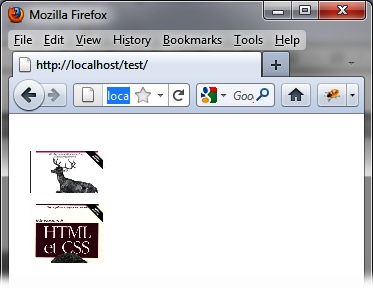 Mozilla Firefox
File Edit View History Bookmarks Tools Help
http://localhost/test/
loca
Goo
HTML
et CSS